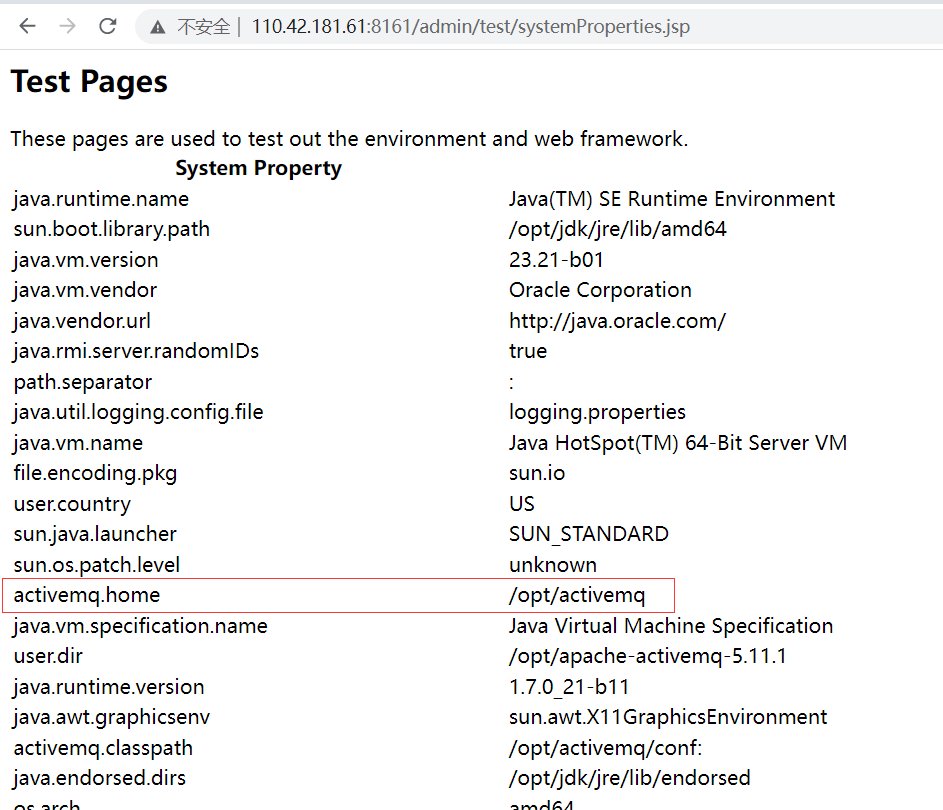 不安全 | 110.42.181.61:8161/admin/test/systemProperties.jsp
Test Pages
These pages are used to test out the environment and web framework.
System Property
java.runtime.name Java(TM) SE Runtime Environment
sun.boot.library.path /opt/jdk/jre/lib/amd64
java.vm.version 23.21-b01
java.vm.vendor Oracle Corporation
java.vendor.url http://java.oracle.com/
java.rmi.server.randomIDs true
path.separator :
java.util.logging.config.file logging.properties
java.vm.name Java HotSpot(TM) 64-Bit Server VM
file.encoding.pkg sun.io
user.country US
sun.java.launcher SUN_STANDARD
sun.os.patch.level unknown
activemq.home /opt/activemq
java.vm.specification.name Java Virtual Machine Specification
user.dir /opt/apache-activemq-5.11.1
java.runtime.version 1.7.0_21-b11
java.awt.graphicsenv sun.awt.X11GraphicsEnvironment
activemq.classpath /opt/activemq/conf:
java.endorsed.dirs /opt/jdk/jre/lib/endorsed
os.arch amd64